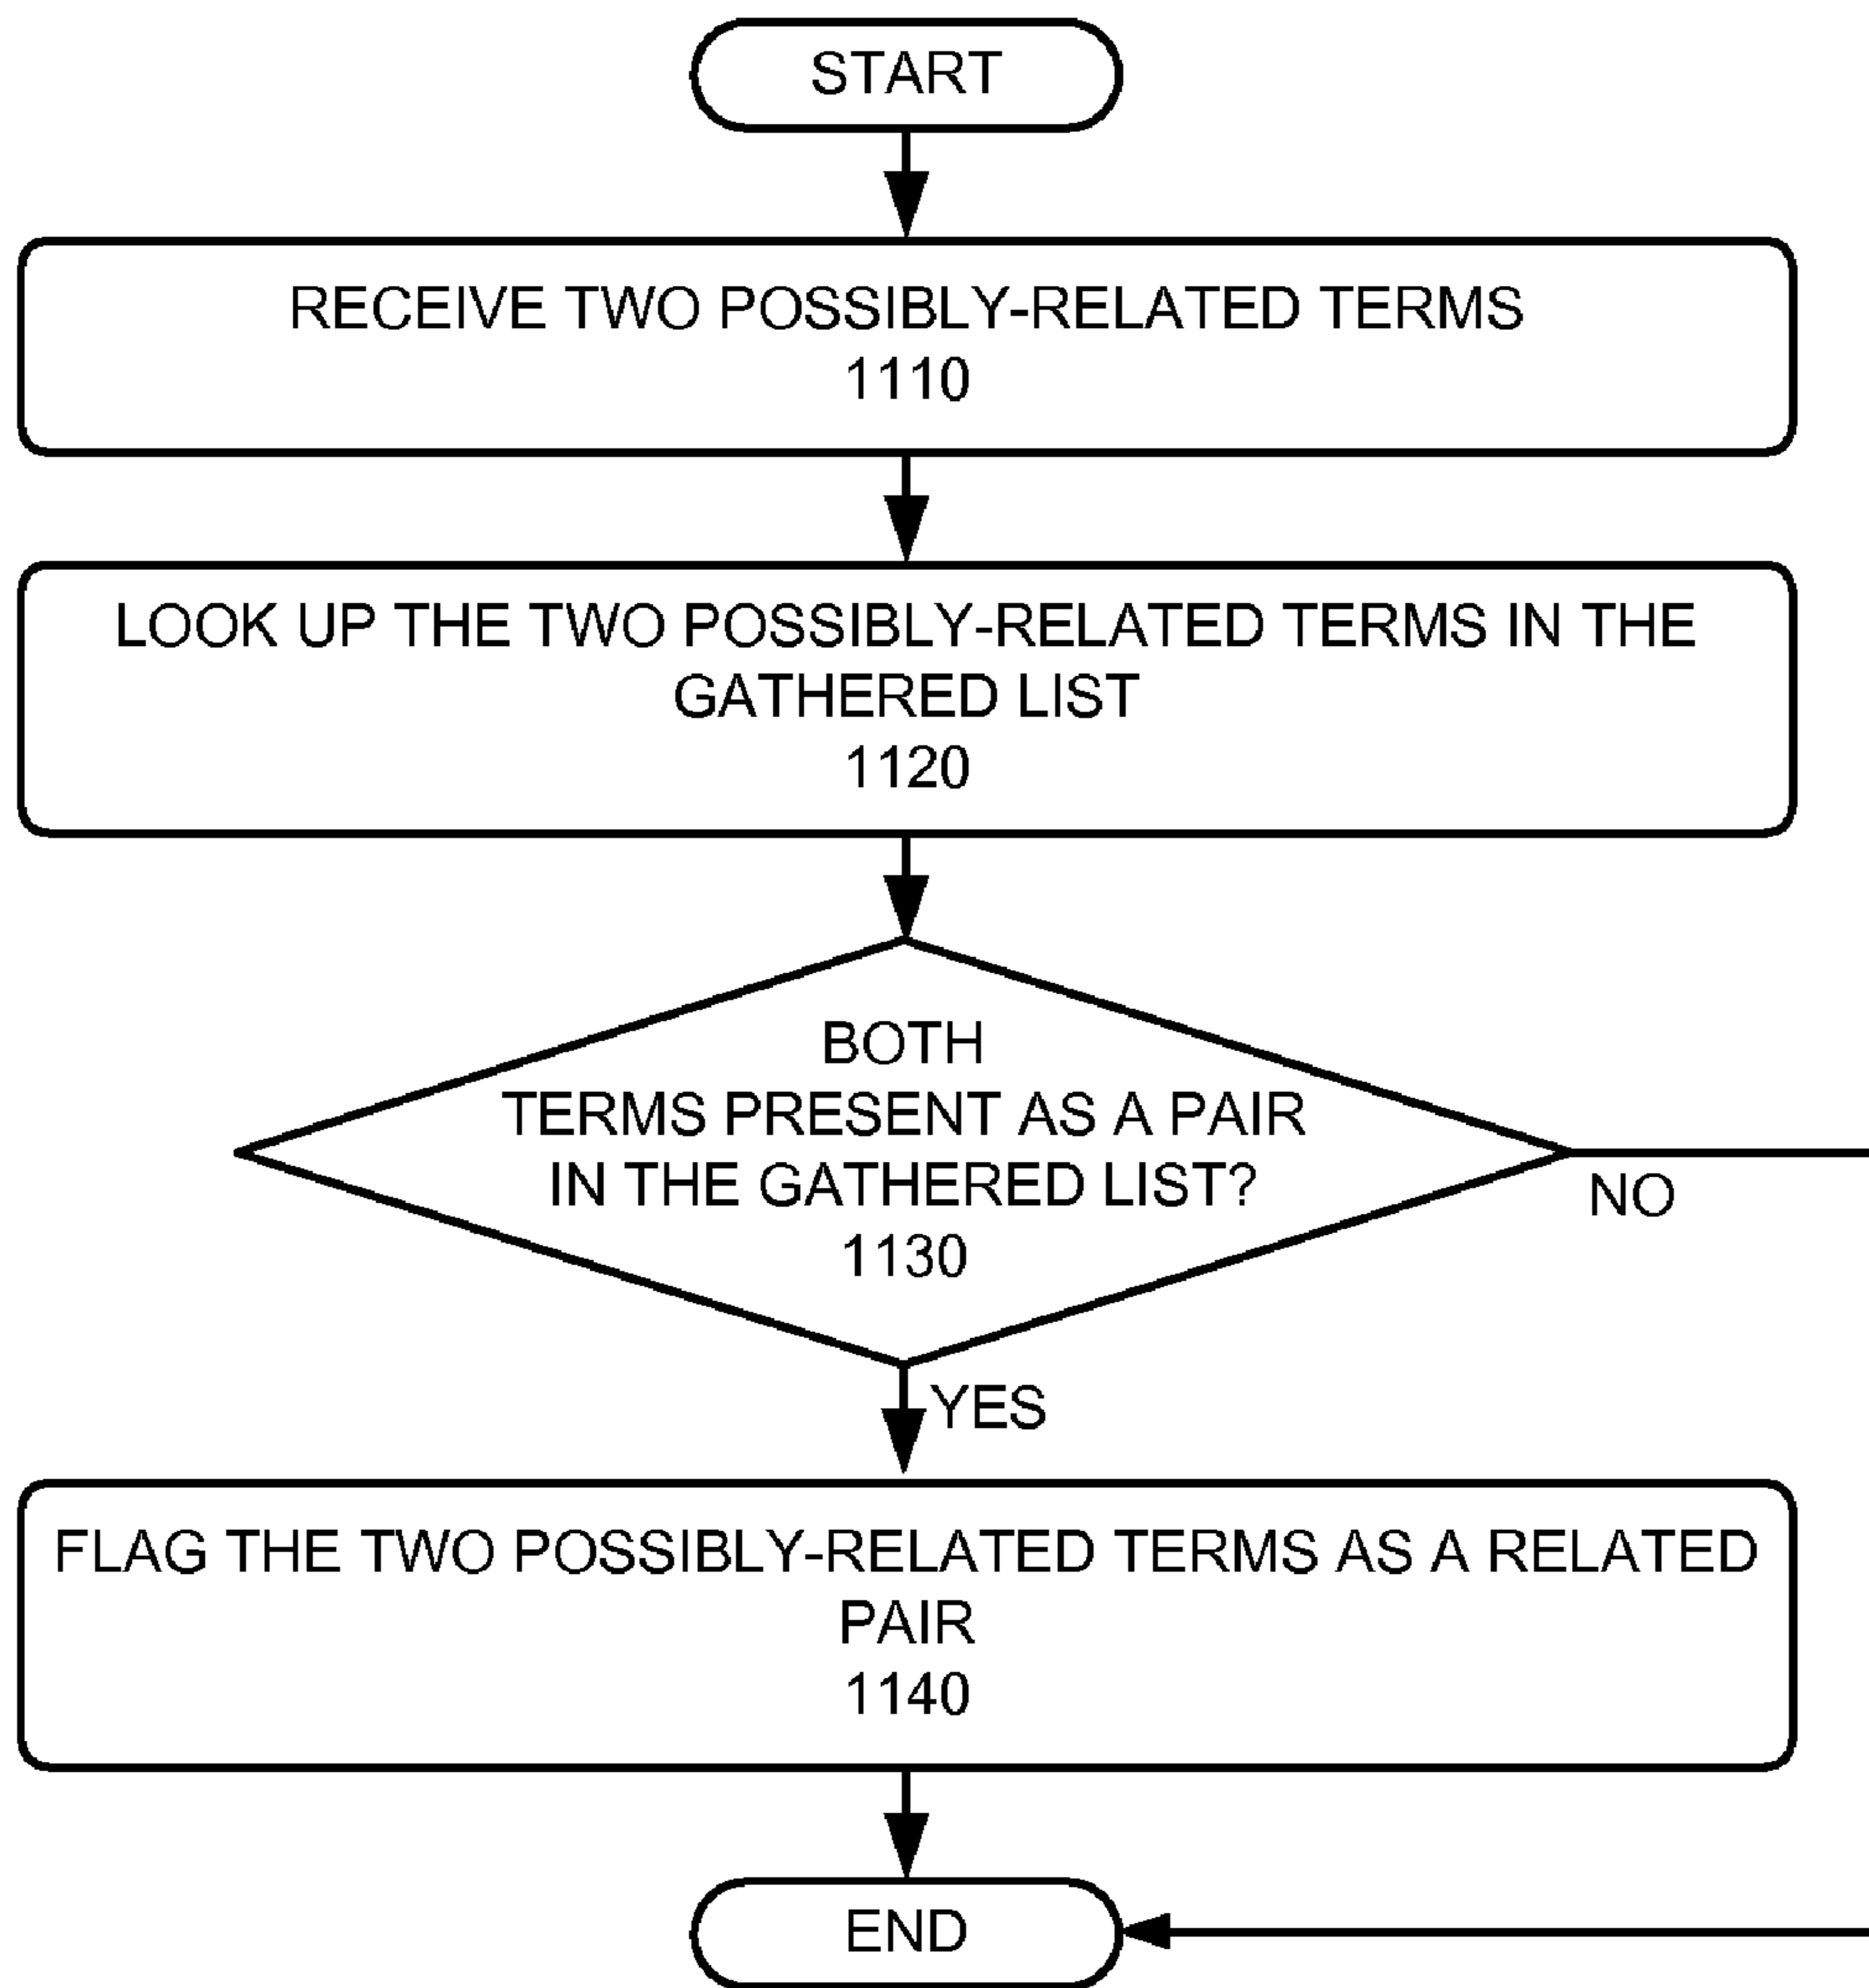 START
RECEIVE TWO POSSIBLY-RELATED TERMS
1110
LOOK UP THE TWO POSSIBLY-RELATED TERMS IN THE
GATHERED LIST
1120
BOTH
TERMS PRESENT AS A PAIR
IN THE GATHERED LIST?
1130
NO
YES
FLAG THE TWO POSSIBLY-RELATED TERMS AS A RELATED
PAIR
1140
END